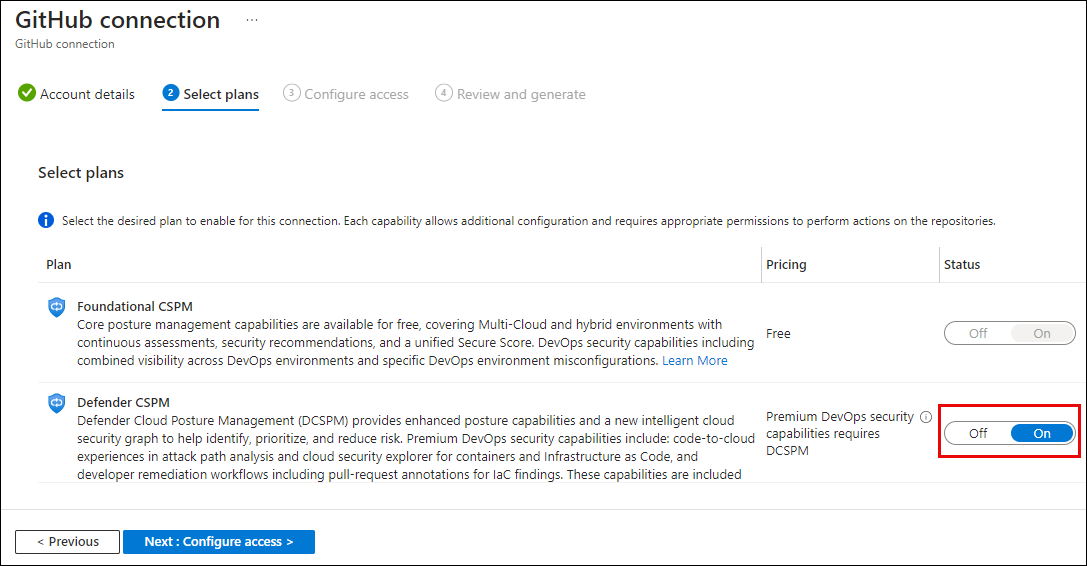 GitHub connection ...
GitHub connection
Account details
2 Select plans
3 Configure access
4 Review and generate
Select plans
Select the desired plan to enable for this connection. Each capability allows additional configuration and requires appropriate permissions to perform actions on the repositories.
Plan
Pricing
Status
Foundational CSPM
Core posture management capabilities are available for free, covering Multi-Cloud and hybrid environments with
continuous assessments, security recommendations, and a unified Secure Score. DevOps security capabilities including
combined visibility across DevOps environments and specific DevOps environment misconfigurations. Learn More
Free
Off On
Defender CSPM
Defender Cloud Posture Management (DCSPM) provides enhanced posture capabilities and a new intelligent cloud
security graph to help identify, prioritize, and reduce risk. Premium DevOps security capabilities include: code-to-cloud
experiences in attack path analysis and cloud security explorer for containers and Infrastructure as Code, and
developer remediation workflows including pull-request annotations for IaC findings. These capabilities are included
Premium DevOps security
capabilities requires
DCSPM
Off On
< Previous
Next : Configure access >